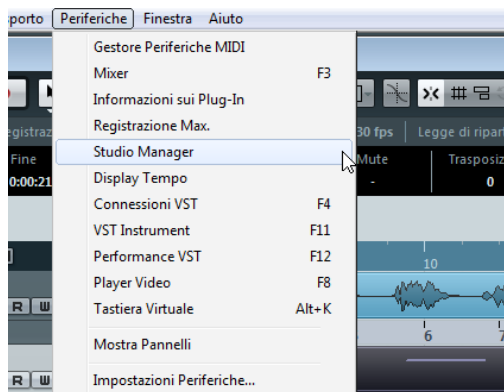 Periferiche Finestra Aiuto
Gestore Periferiche MIDI
Mixer F3
Informazioni sui Plug-In
Registrazione Max.
Studio Manager
Display Tempo
Connessioni VST F4
VST Instrument F11
Performance VST F12
Player Video F8
Tastiera Virtuale Alt+K
Mostra Pannelli
Impostazioni Periferiche...
30 fps Legge di ripart
Fine Mute Trasposiz
0:00:21 - 0
10
R W
6 7
R W